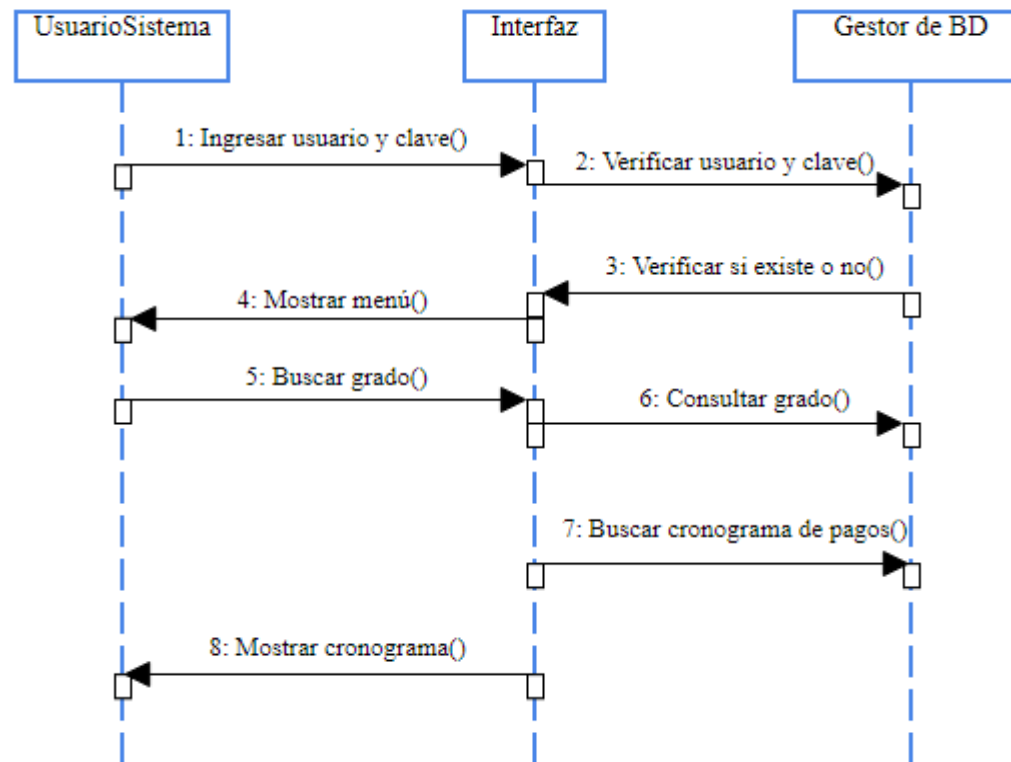 UsuarioSistema
Interfaz
Gestor de BD
1: Ingresar usuario y clave()
2: Verificar usuario y clave()
3: Verificar si existe o no()
4: Mostrar menú()
5: Buscar grado()
6: Consultar grado()
7: Buscar cronograma de pagos()
8: Mostrar cronograma()